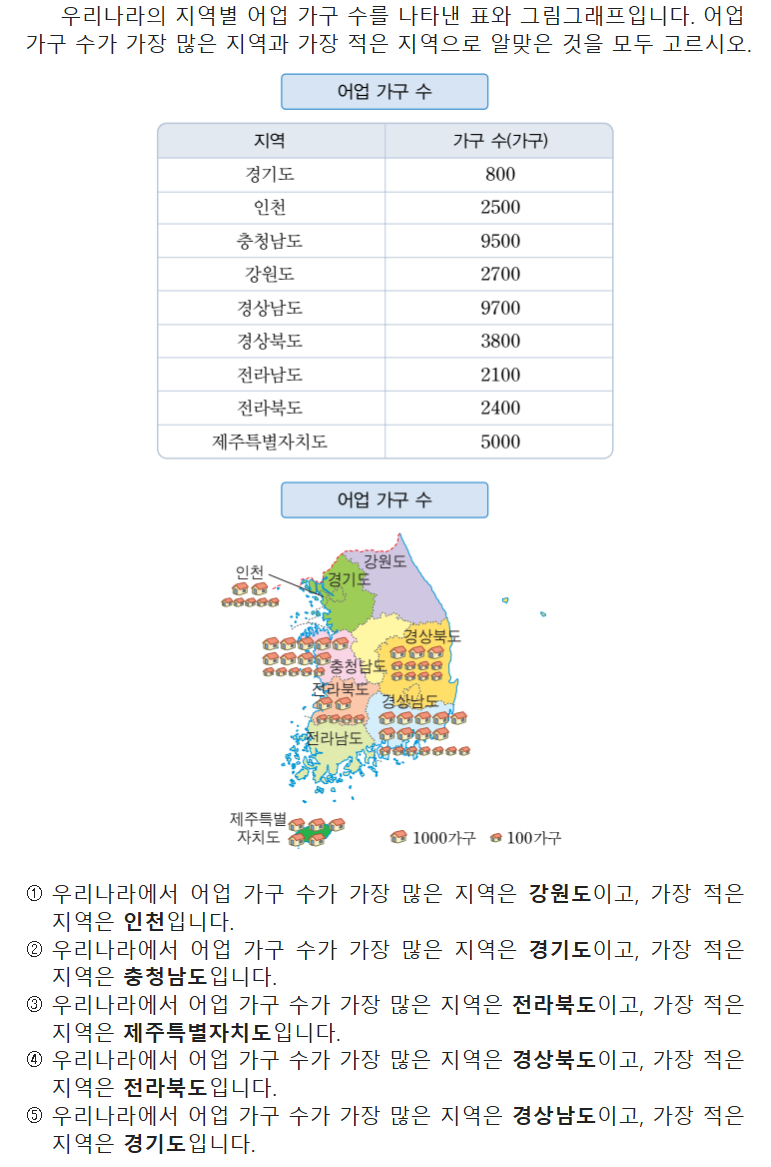 우리나라의 지역별 어업 가구 수를 나타낸 표와 그림그래프입니다. 어업
가구 수가 가장 많은 지역과 가장 적은 지역으로 알맞은 것을 모두 고르시오.
어업 가구 수
지역 가구 수(가구)
경기도 800
인천 2500
충청남도 9500
강원도 2700
경상남도 9700
경상북도 3800
전라남도 2100
전라북도 2400
제주특별자치도 5000
어업 가구 수
강원도
인천
경기도
경상북도
충청남도
전라북도
경상남도
전라남도
제주특별
자치도
1000가구 100가구
① 우리나라에서 어업 가구 수가 가장 많은 지역은 강원도이고, 가장 적은
지역은 인천입니다.
② 우리나라에서 어업 가구 수가 가장 많은 지역은 경기도이고, 가장 적은
지역은 충청남도입니다.
③ 우리나라에서 어업 가구 수가 가장 많은 지역은 전라북도이고, 가장 적은
지역은 제주특별자치도입니다.
④ 우리나라에서 어업 가구 수가 가장 많은 지역은 경상북도이고, 가장 적은
지역은 전라북도입니다.
⑤ 우리나라에서 어업 가구 수가 가장 많은 지역은 경상남도이고, 가장 적은
지역은 경기도입니다.